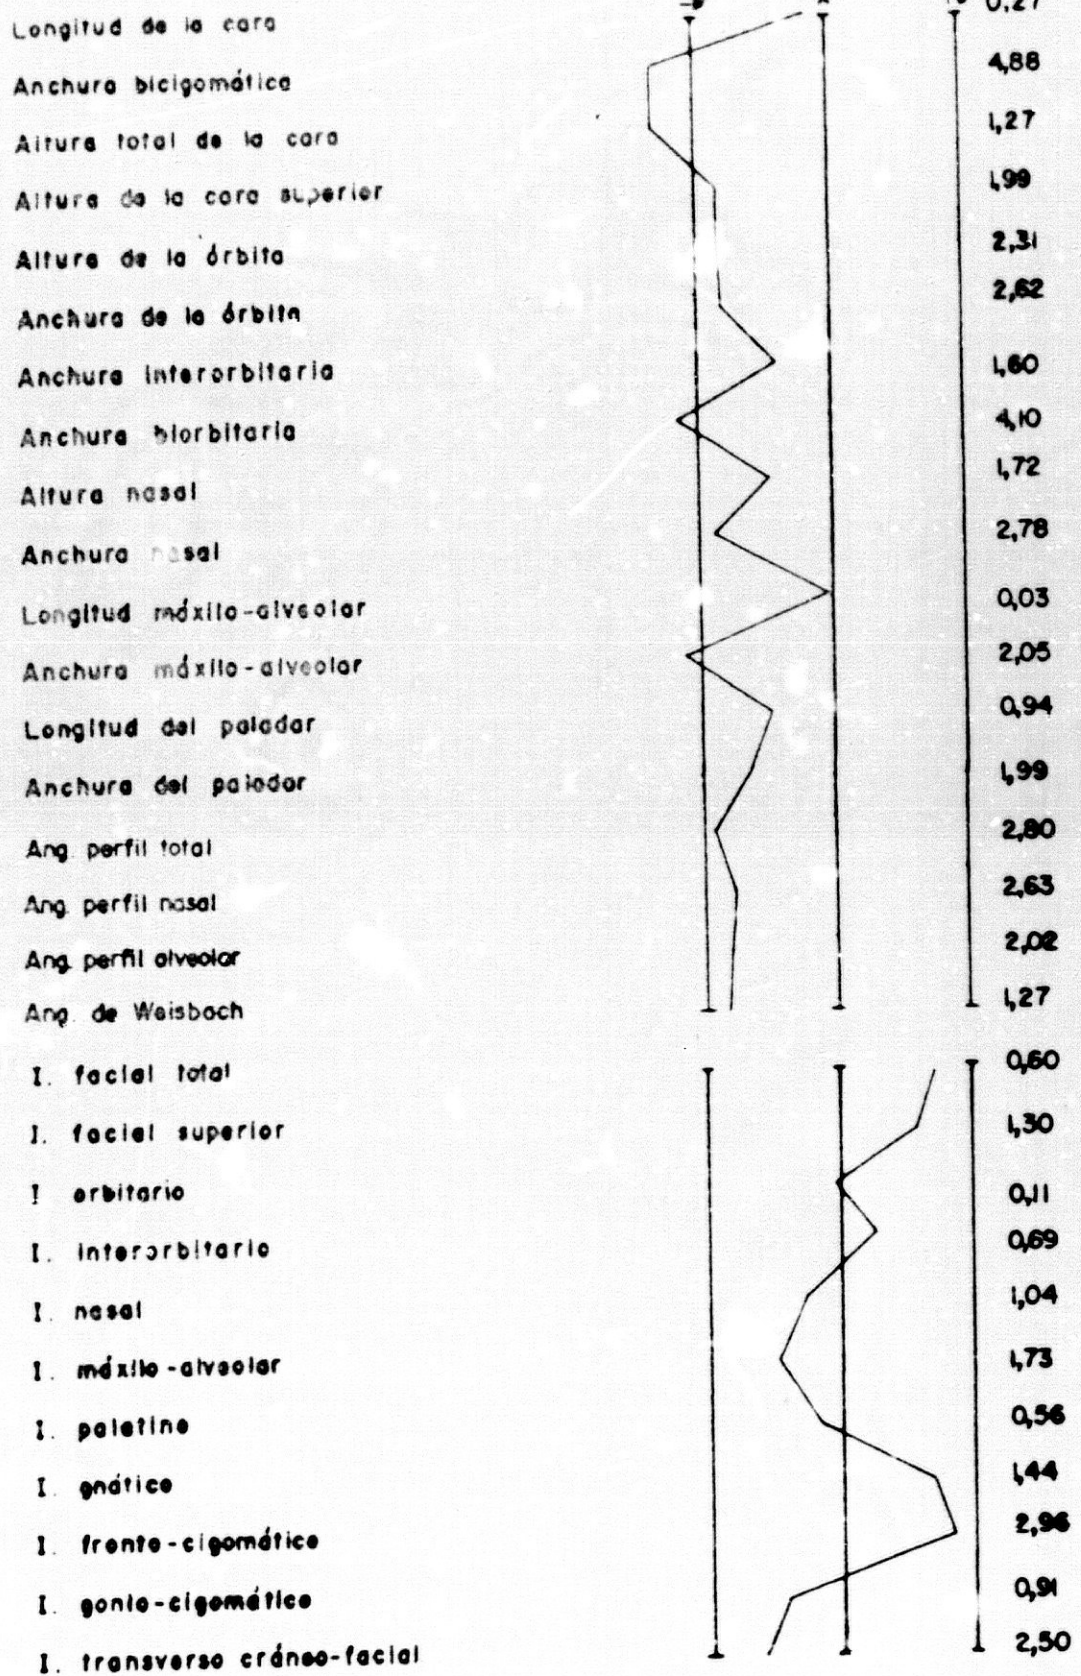 Longitud de la cara 0,27
Anchura bicigomática 4,88
Altura total de la cara 1,27
Altura de la cara superior 1,99
Altura de la órbita 2,31
Anchura de la órbita 2,62
Anchura interorbitaria 1,60
Anchura biorbitaria 4,10
Altura nasal 1,72
Anchura nasal 2,78
Longitud máxilo-alveolar 0,03
Anchura máxilo-alveolar 2,05
Longitud del paladar 0,94
Anchura del paladar 1,99
Ang. perfil total 2,80
Ang. perfil nasal 2,63
Ang. perfil alveolar 2,02
Ang. de Weisbach 1,27
I. facial total 0,60
I. facial superior 1,30
I orbitario 0,11
I. interorbitario 0,69
I. nasal 1,04
I. máxilo-alveolar 1,73
I. palatino 0,56
I. gnático 1,44
I. fronto-cigomático 2,96
I. gonio-cigomático 0,91
I. transverso cráneo-facial 2,50